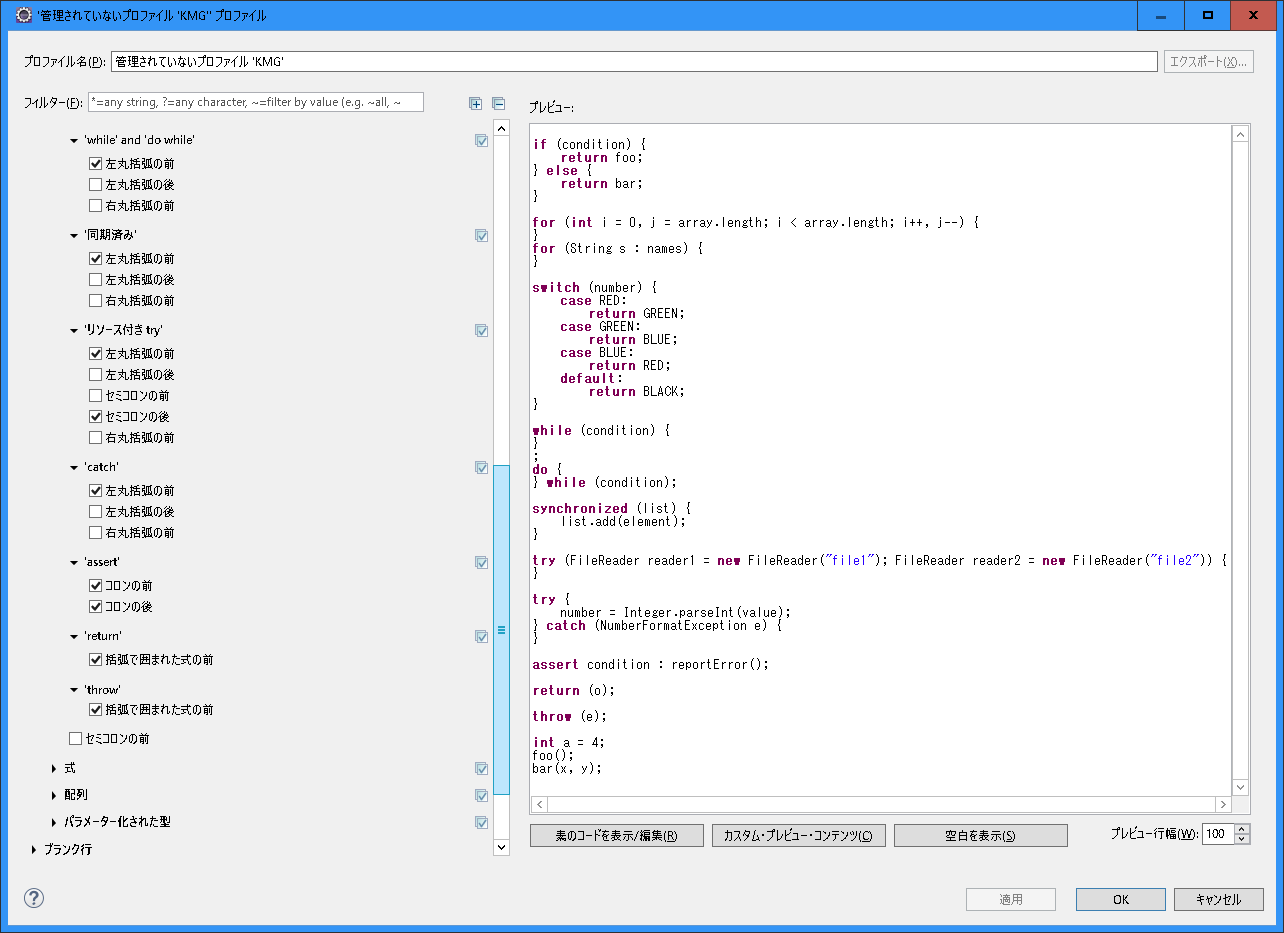 '管理されていないプロファイル 'KMG'' プロファイル
プロファイル名(P): 管理されていないプロファイル 'KMG'
エクスポート(X)...
フィルター(F): *=any string, ?=any character, ~=filter by value (e.g. ~all, ~
'while' and 'do while'
左丸括弧の前
左丸括弧の後
右丸括弧の前
'同期済み'
左丸括弧の前
左丸括弧の後
右丸括弧の前
'リソース付き try'
左丸括弧の前
左丸括弧の後
セミコロンの前
セミコロンの後
右丸括弧の前
'catch'
左丸括弧の前
左丸括弧の後
右丸括弧の前
'assert'
コロンの前
コロンの後
'return'
括弧で囲まれた式の前
'throw'
括弧で囲まれた式の前
セミコロンの前
式
配列
パラメーター化された型
ブランク行
プレビュー:
if (condition) {
    return foo;
} else {
    return bar;
}
for (int i = 0, j = array.length; i < array.length; i++, j--) {
}
for (String s : names) {
}
switch (number) {
    case RED:
        return GREEN;
    case GREEN:
        return BLUE;
    case BLUE:
        return RED;
    default:
        return BLACK;
}
while (condition) {
}
;
do {
} while (condition);
synchronized (list) {
    list.add(element);
}
try (FileReader reader1 = new FileReader("file1"); FileReader reader2 = new FileReader("file2")) {
}
try {
    number = Integer.parseInt(value);
} catch (NumberFormatException e) {
}
assert condition : reportError();
return (o);
throw (e);
int a = 4;
foo();
bar(x, y);
素のコードを表示/編集(R)
カスタム・プレビュー・コンテンツ(C)
空白を表示(S)
プレビュー行幅(W): 100
適用
OK
キャンセル